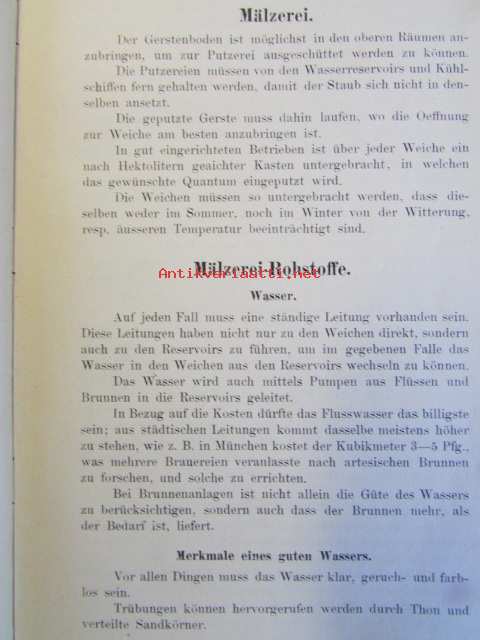 Mälzerei.
Der Gerstenboden ist möglichst in den oberen Räumen an-
zubringen, um zur Putzerei ausgeschüttet werden zu können.
Die Putzereien müssen von den Wasserreservoirs und Kühl-
schiffen fern gehalten werden, damit der Staub sich nicht in den-
selben ansetzt.
Die geputzte Gerste muss dahin laufen, wo die Oeffnung
zur Weiche am besten anzubringen ist.
In gut eingerichteten Betrieben ist über jeder Weiche ein
nach Hektolitern geaichter Kasten untergebracht, in welchen
das gewünschte Quantum eingeputzt wird.
Die Weichen müssen so untergebracht werden, dass die-
selben weder im Sommer, noch im Winter von der Witterung,
resp. äusseren Temperatur beeinträchtigt sind.
Mälzerei-Rohstoffe.
Antikvariaatti.net
Wasser.
Auf jeden Fall muss eine ständige Leitung vorhanden sein.
Diese Leitungen haben nicht nur zu den Weichen direkt, sondern
auch zu den Reservoirs zu führen, um im gegebenen Falle das
Wasser in den Weichen aus den Reservoirs wechseln zu können.
Das Wasser wird auch mittels Pumpen aus Flüssen und
Brunnen in die Reservoirs geleitet.
In Bezug auf die Kosten dürfte das Flusswasser das billigste
sein; aus städtischen Leitungen kommt dasselbe meistens höher
zu stehen, wie z. B. in München kostet der Kubikmeter 3—5 Pfg.,
was mehrere Brauereien veranlasste nach artesischen Brunnen
zu forschen, und solche zu errichten.
Bei Brunnenanlagen ist nicht allein die Güte des Wassers
zu berücksichtigen, sondern auch dass der Brunnen mehr, als
der Bedarf ist, liefert.
Merkmale eines guten Wassers.
Vor allen Dingen muss das Wasser klar, geruch- und farb-
los sein.
Trübungen können hervorgerufen werden durch Thon und
verteilte Sandkörner.